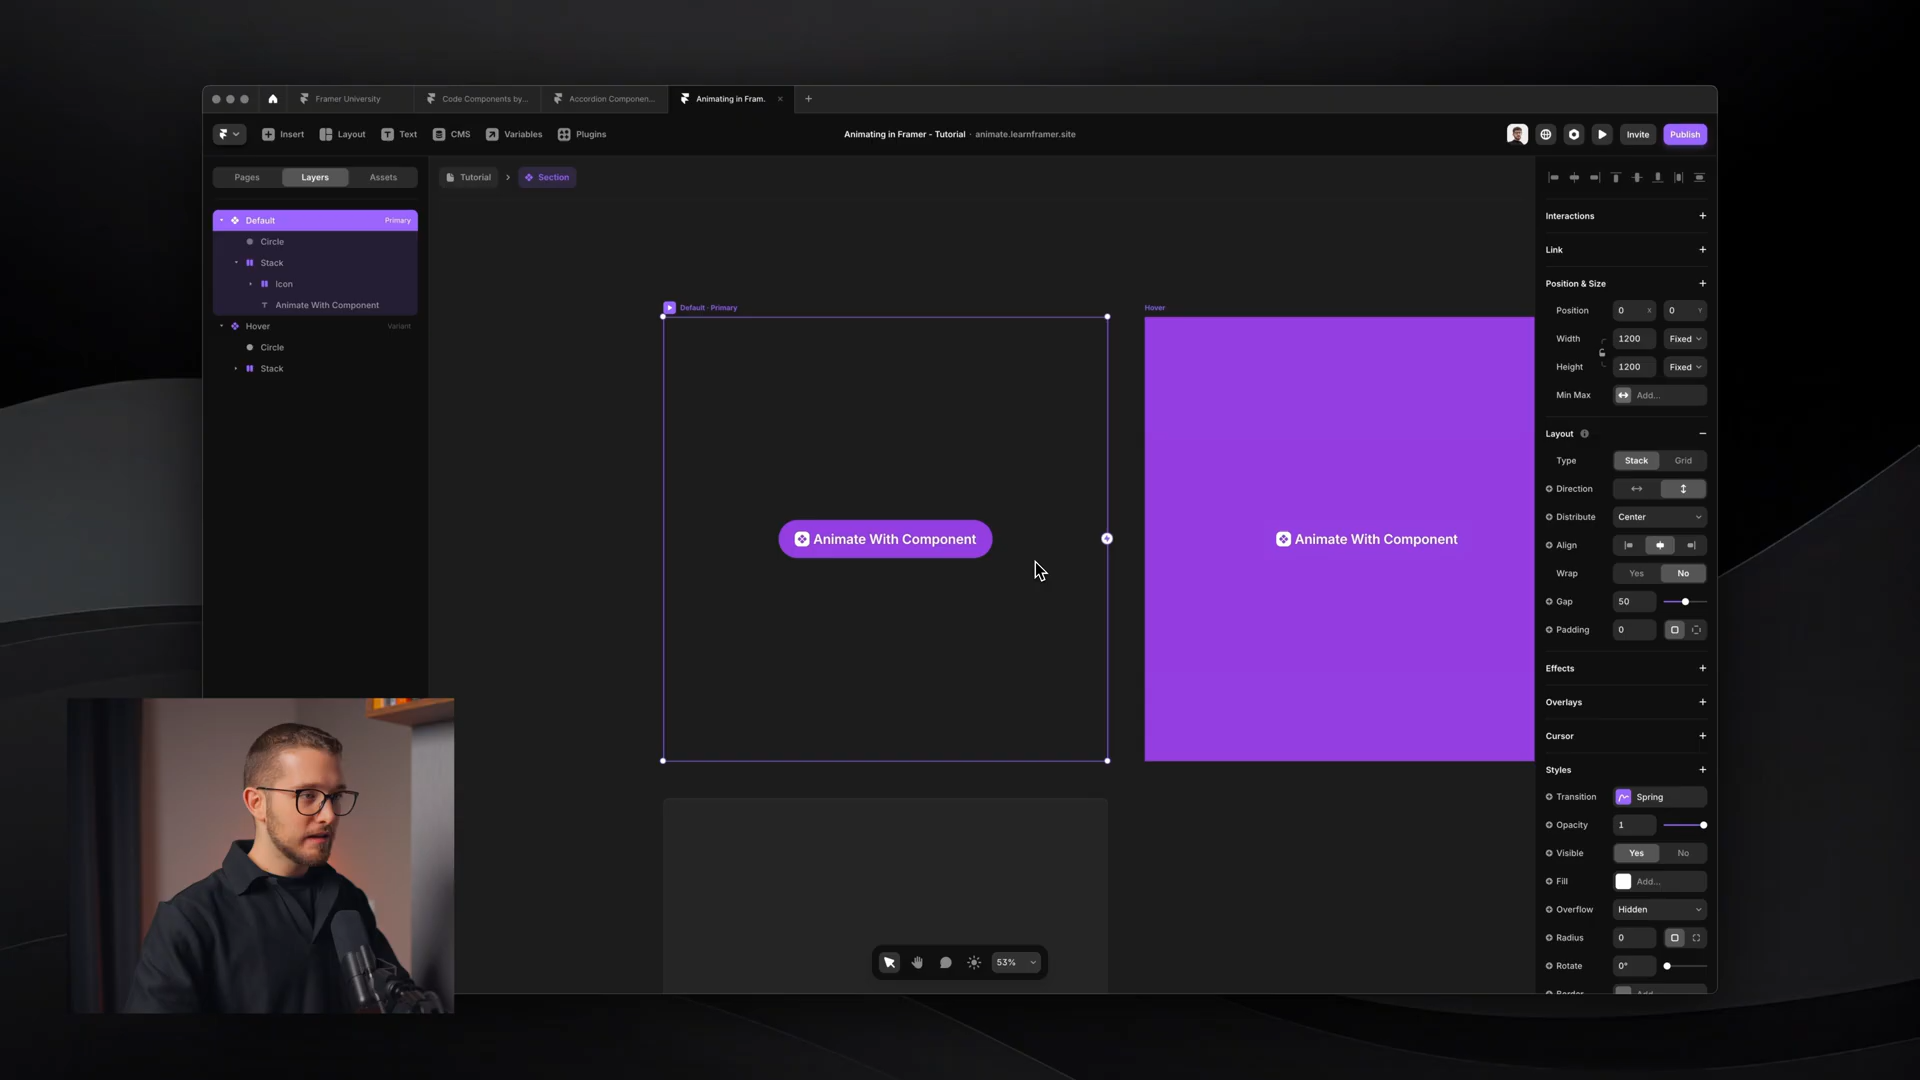 Framer University
Code Components by...
Accordion Componen...
Animating in Fram.
Insert
Layout
Text
CMS
Variables
Plugins
Animating in Framer - Tutorial · animate.learnframer.site
Invite
Publish
Pages
Layers
Assets
Tutorial
Section
Default
Primary
Circle
Stack
Icon
Animate With Component
Hover
Variant
Circle
Stack
Default · Primary
Hover
Animate With Component
Animate With Component
53%
Interactions
Link
Position & Size
Position 0 X 0 Y
Width 1200 Fixed
Height 1200 Fixed
Min Max Add...
Layout
Type Stack Grid
Direction
Distribute Center
Align
Wrap Yes No
Gap 50
Padding 0
Effects
Overlays
Cursor
Styles
Transition Spring
Opacity 1
Visible Yes No
Fill Add...
Overflow Hidden
Radius 0
Rotate 0°
Border Add...